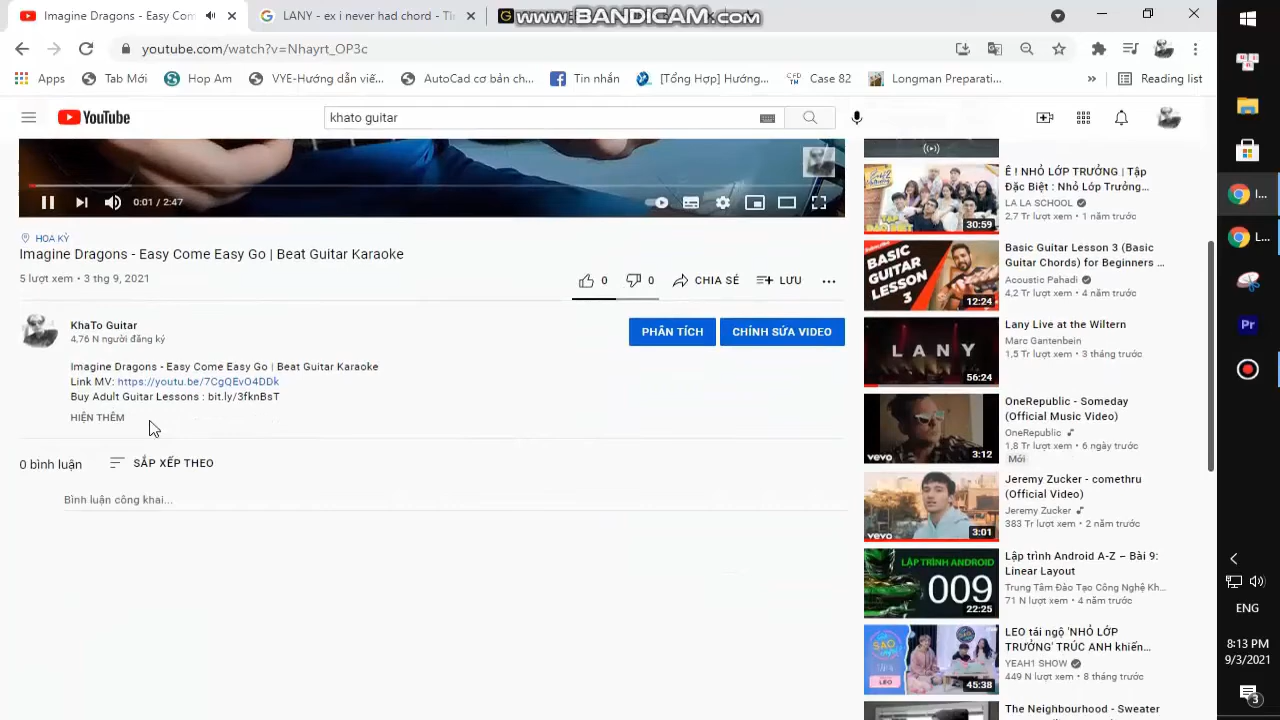 Imagine Dragons - Easy Com
LANY - ex i never had chord - T
www.BANDICAM.com
youtube.com/watch?v=Nhayrt_OP3c
Apps
Tab Mới
Hop Am
VYE-Hướng dẫn viế...
AutoCad cơ bản ch...
Tin nhắn
[Tổng Hợp] Hướng...
Case 82
Longman Preparati...
»
Reading list
YouTube
khato guitar
0:01 / 2:47
HOA KỲ
Imagine Dragons - Easy Come Easy Go | Beat Guitar Karaoke
5 lượt xem • 3 thg 9, 2021
0
0
CHIA SẺ
LƯU
KhaTo Guitar
4,76 N người đăng ký
PHÂN TÍCH
CHỈNH SỬA VIDEO
Imagine Dragons - Easy Come Easy Go | Beat Guitar Karaoke
Link MV: https://youtu.be/7CgQEvO4DDk
Buy Adult Guitar Lessons : bit.ly/3fknBsT
HIỆN THÊM
0 bình luận
SẮP XẾP THEO
Bình luận công khai...
30:59
Ê ! NHỎ LỚP TRƯỞNG | Tập
Đặc Biệt : Nhỏ Lớp Trưởng...
LA LA SCHOOL
2,7 Tr lượt xem • 1 năm trước
BASIC
GUITAR
LESSON
3
12:24
Basic Guitar Lesson 3 (Basic
Guitar Chords) for Beginners ...
Acoustic Pahadi
4,2 Tr lượt xem • 4 năm trước
LANY
56:24
Lany Live at the Wiltern
Marc Gantenbein
1,5 Tr lượt xem • 3 tháng trước
vevo
3:12
OneRepublic - Someday
(Official Music Video)
OneRepublic
1,8 Tr lượt xem • 6 ngày trước
Mới
vevo
3:01
Jeremy Zucker - comethru
(Official Video)
Jeremy Zucker
383 Tr lượt xem • 2 năm trước
LẬP TRÌNH ANDROID
009
22:25
Lập trình Android A-Z – Bài 9:
Linear Layout
Trung Tâm Đào Tạo Công Nghệ Kh...
71 N lượt xem • 4 năm trước
LEO
45:38
LEO tái ngộ 'NHỎ LỚP
TRƯỞNG' TRÚC ANH khiến...
YEAH1 SHOW
449 N lượt xem • 8 tháng trước
The Neighbourhood - Sweater
I...
L...
Pr
ENG
8:13 PM
9/3/2021
3